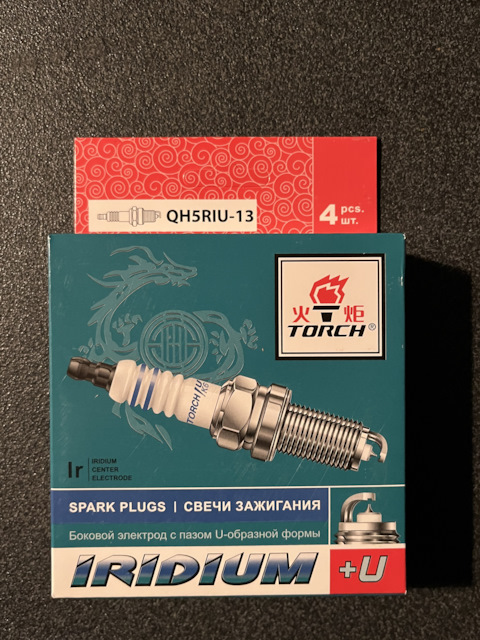 QH5RIU-13
4 pcs.
шт.
火 炬
TORCH®
TORCH/U
Ir
IRIDIUM
CENTER
ELECTRODE
SPARK PLUGS | СВЕЧИ ЗАЖИГАНИЯ
Боковой электрод с пазом U-образной формы
IRIDIUM +U